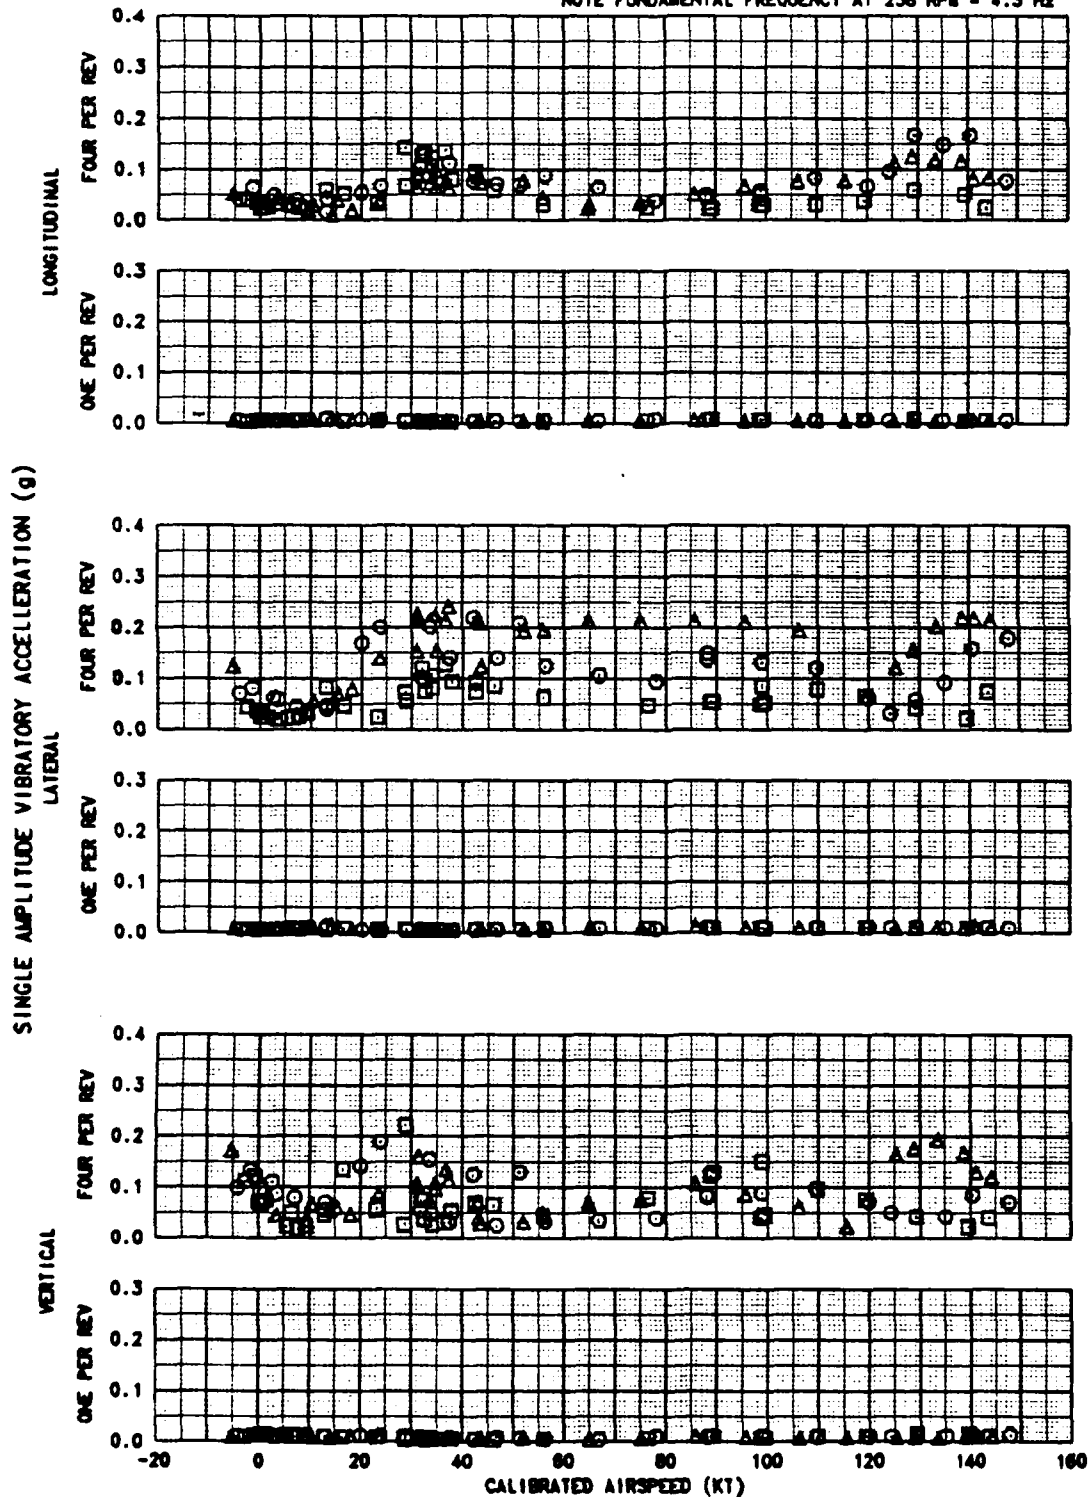 NOTE FUNDAMENTAL FREQUENCY AT 258 RPM = 4.3 Hz
SINGLE AMPLITUDE VIBRATORY ACCELLERATION (g)
LONGITUDINAL
FOUR PER REV
0.4
0.3
0.2
0.1
0.0
ONE PER REV
0.3
0.2
0.1
0.0
LATERAL
FOUR PER REV
0.4
0.3
0.2
0.1
0.0
ONE PER REV
0.3
0.2
0.1
0.0
VERTICAL
FOUR PER REV
0.4
0.3
0.2
0.1
0.0
ONE PER REV
0.3
0.2
0.1
0.0
-20 0 20 40 60 80 100 120 140 160
CALIBRATED AIRSPEED (KT)